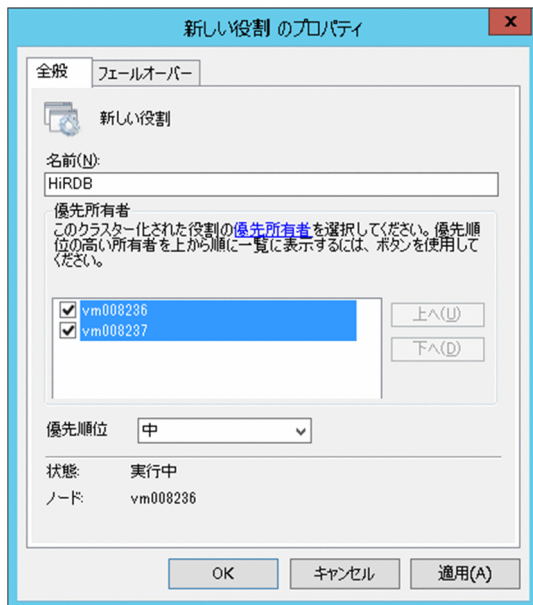 新しい役割 のプロパティ
x
全般
フェールオーバー
新しい役割
名前(N):
HiRDB
優先所有者
このクラスター化された役割の優先所有者を選択してください。優先順
位の高い所有者を上から順に一覧に表示するには、ボタンを使用して
ください。
vm008236
vm008237
上へ(U)
下へ(D)
優先順位
中
状態:
実行中
ノード:
vm008236
OK
キャンセル
適用(A)